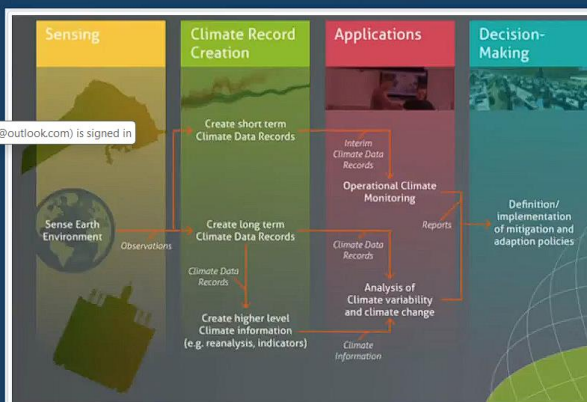 Sensing
Climate Record
Creation
Applications
Decision-
Making
@outlook.com) is signed in
Create short term
Climate Data Records
Interim
Climate Data
Records
Operational Climate
Monitoring
Sense Earth
Environment
Observations
Create long term
Climate Data Records
Climate Data
Records
Reports
Definition/
implementation
of mitigation and
adaption policies
Climate Data
Records
Analysis of
Climate variability
and climate change
Create higher level
Climate information
(e.g. reanalysis, indicators)
Climate
Information